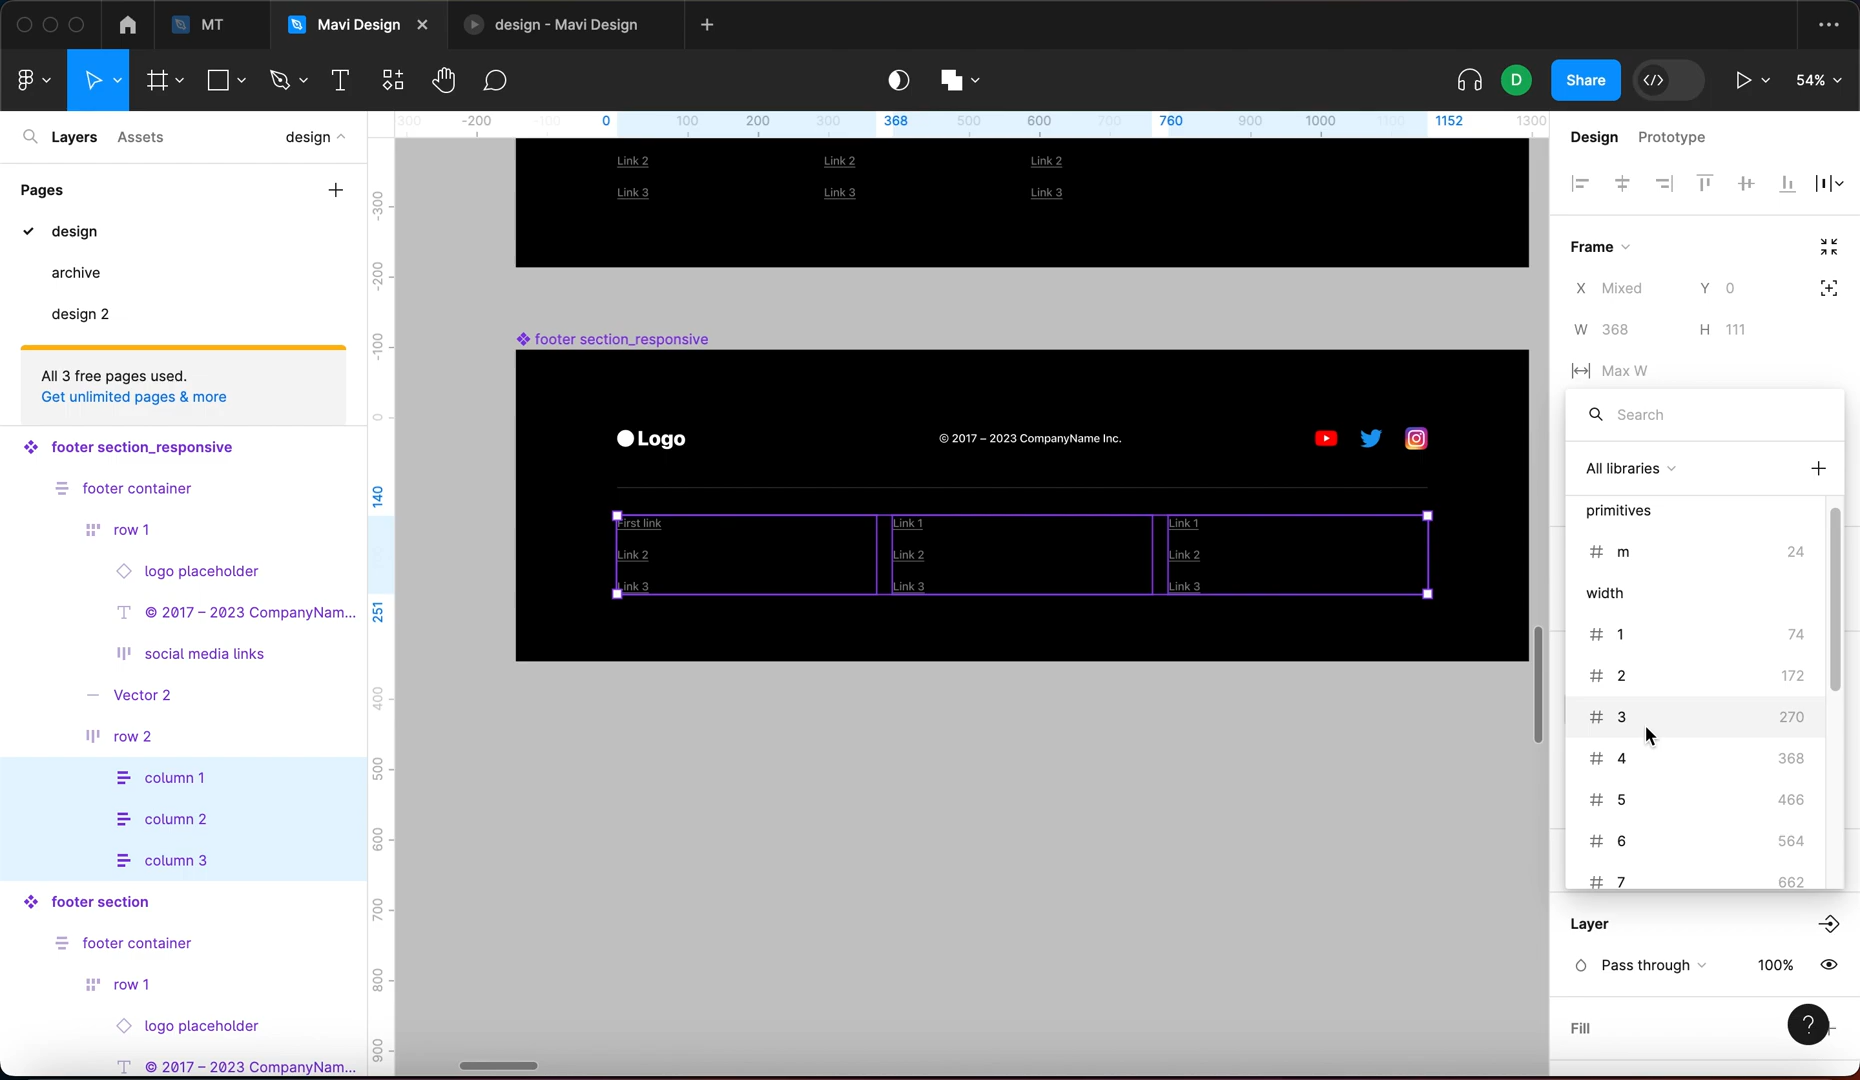 MT
Mavi Design
design - Mavi Design
D
Share
54%
Layers
Assets
design
Pages
design
archive
design 2
All 3 free pages used.
Get unlimited pages & more
footer section_responsive
footer container
row 1
logo placeholder
© 2017 – 2023 CompanyNam...
social media links
Vector 2
row 2
column 1
column 2
column 3
footer section
footer container
row 1
logo placeholder
© 2017 – 2023 CompanyNam...
300 -200 -100 0 100 200 300 368 500 600 700 760 900 1000 1100 1152 1300
-300
-200
-100
0
140
251
400
500
600
700
800
900
Link 2 Link 2 Link 2
Link 3 Link 3 Link 3
footer section_responsive
Logo
© 2017 – 2023 CompanyName Inc.
First link Link 1 Link 1
Link 2 Link 2 Link 2
Link 3 Link 3 Link 3
Design
Prototype
Frame
X Mixed Y 0
W 368 H 111
Max W
Search
All libraries
primitives
m 24
width
1 74
2 172
3 270
4 368
5 466
6 564
7 662
Layer
Pass through 100%
Fill
?